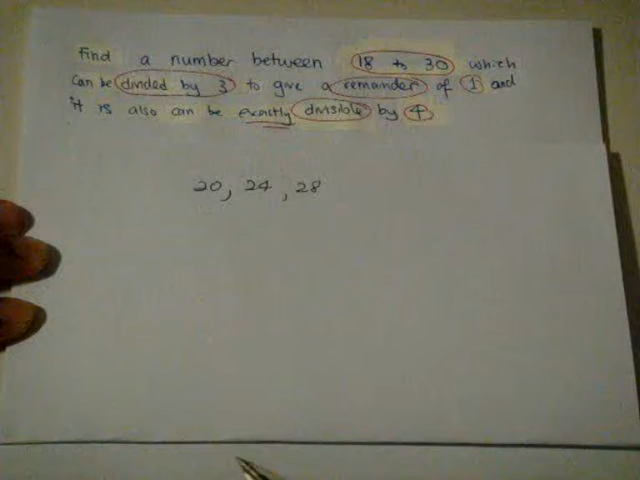 Find a number between 18 to 30 which
can be divided by 3 to give a remander of 1 and
it is also can be exactly divisible by 4
20, 24, 28